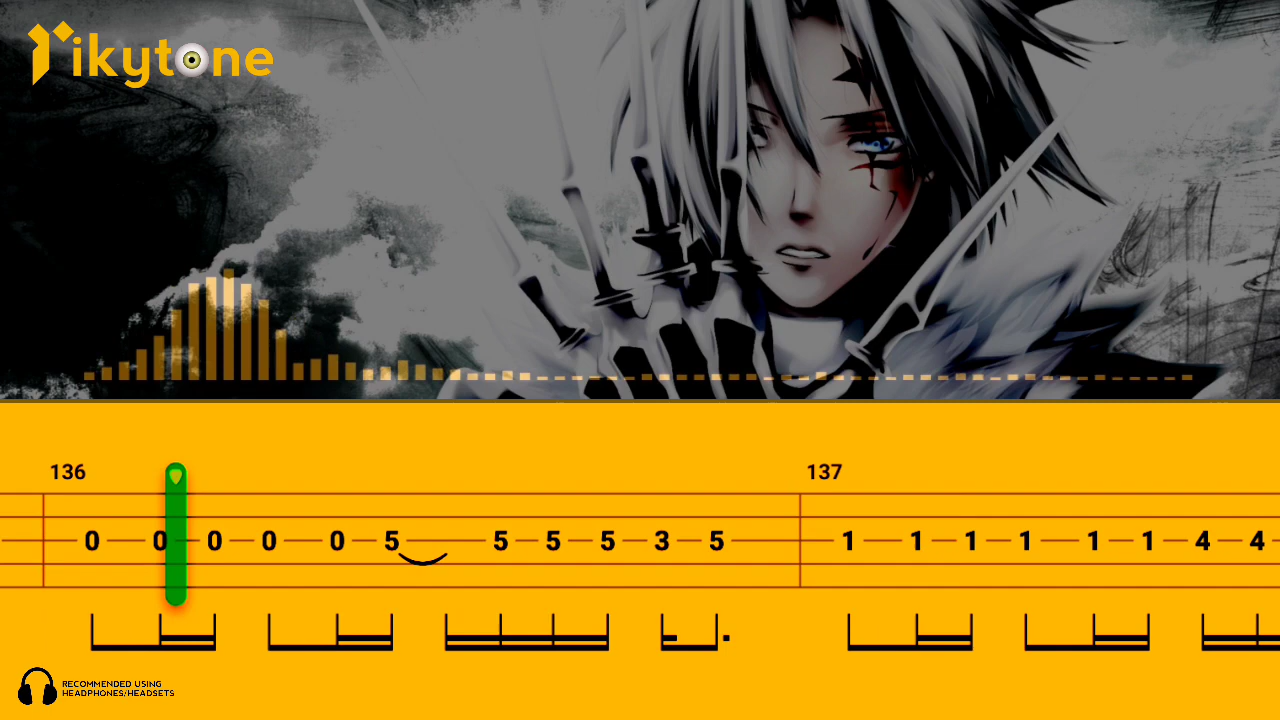 rikytone
136
137
0 0 0 0 0 5 5 5 5 3 5 1 1 1 1 1 1 4 4
RECOMMENDED USING
HEADPHONES/HEADSETS